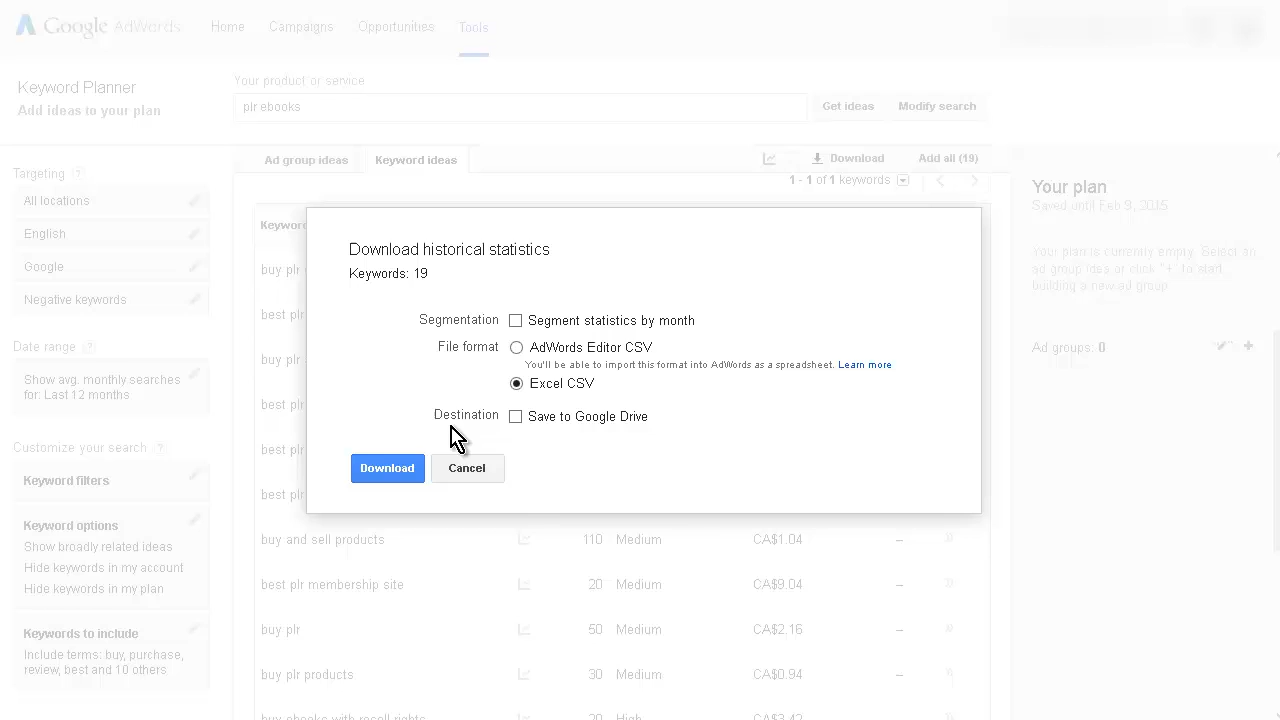 Google AdWords Home Campaigns Opportunities Tools
Keyword Planner
Add ideas to your plan
Your product or service
plr ebooks
Get ideas
Modify search
Targeting ?
All locations
English
Google
Negative keywords
Date range ?
Show avg. monthly searches
for: Last 12 months
Customize your search ?
Keyword filters
Keyword options
Show broadly related ideas
Hide keywords in my account
Hide keywords in my plan
Keywords to include
Include terms: buy, purchase,
review, best and 10 others
Ad group ideas Keyword ideas Download Add all (19)
1 - 1 of 1 keywords
Keywor
buy plr
best plr
buy plr
best plr
best plr
best plr
Download historical statistics
Keywords: 19
Segmentation Segment statistics by month
File format AdWords Editor CSV
You'll be able to import this format into AdWords as a spreadsheet. Learn more
Excel CSV
Destination Save to Google Drive
Download Cancel
buy and sell products 110 Medium CA$1.04 –
best plr membership site 20 Medium CA$9.04 –
buy plr 50 Medium CA$2.16 –
buy plr products 30 Medium CA$0.94 –
buy ebooks with resell rights 20 High CA$3.42 –
Your plan
Saved until Feb 9, 2015
Your plan is currently empty. Select an
ad group idea or click "+" to start
building a new ad group.
Ad groups: 0